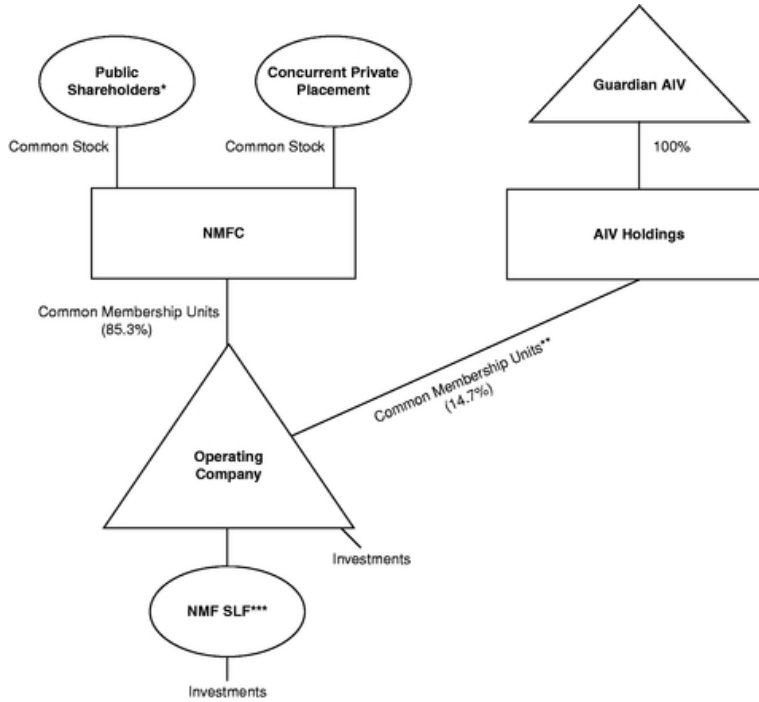 Public
Shareholders*
Concurrent Private
Placement
Guardian AIV
Common Stock
Common Stock
100%
NMFC
AIV Holdings
Common Membership Units
(85.3%)
Common Membership Units**
(14.7%)
Operating
Company
Investments
NMF SLF***
Investments